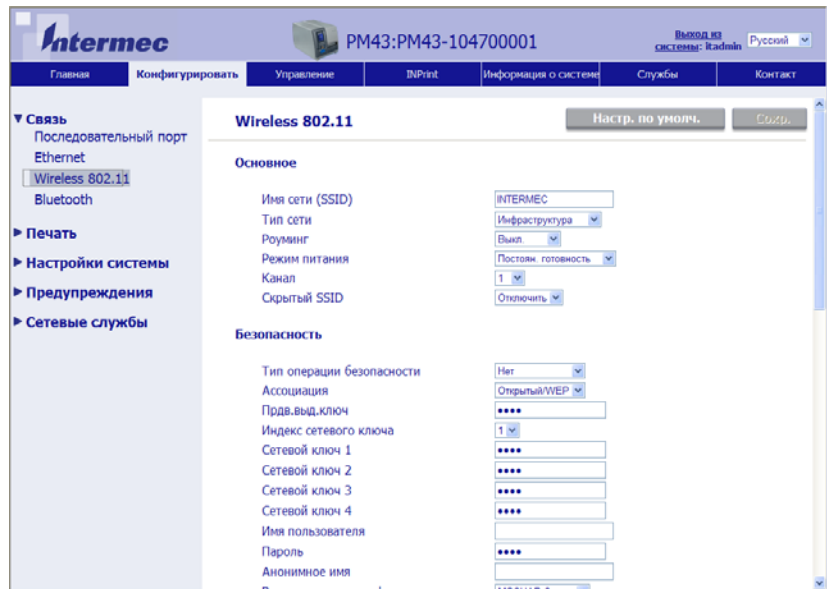 Intermec
PM43:PM43-104700001
Выход из системы: itadmin
Русский
Главная
Конфигурировать
Управление
INPrint
Информация о системе
Службы
Контакт
Связь
Последовательный порт
Ethernet
Wireless 802.11
Bluetooth
Печать
Настройки системы
Предупреждения
Сетевые службы
Wireless 802.11
Настр. по умолч.
Сохр.
Основное
Имя сети (SSID) INTERMEC
Тип сети Инфраструктура
Роуминг Выкл.
Режим питания Постоян. готовность
Канал 1
Скрытый SSID Отключить
Безопасность
Тип операции безопасности Нет
Ассоциация Открытый/WEP
Прдв.выд.ключ ••••
Индекс сетевого ключа 1
Сетевой ключ 1 ••••
Сетевой ключ 2 ••••
Сетевой ключ 3 ••••
Сетевой ключ 4 ••••
Имя пользователя
Пароль ••••
Анонимное имя